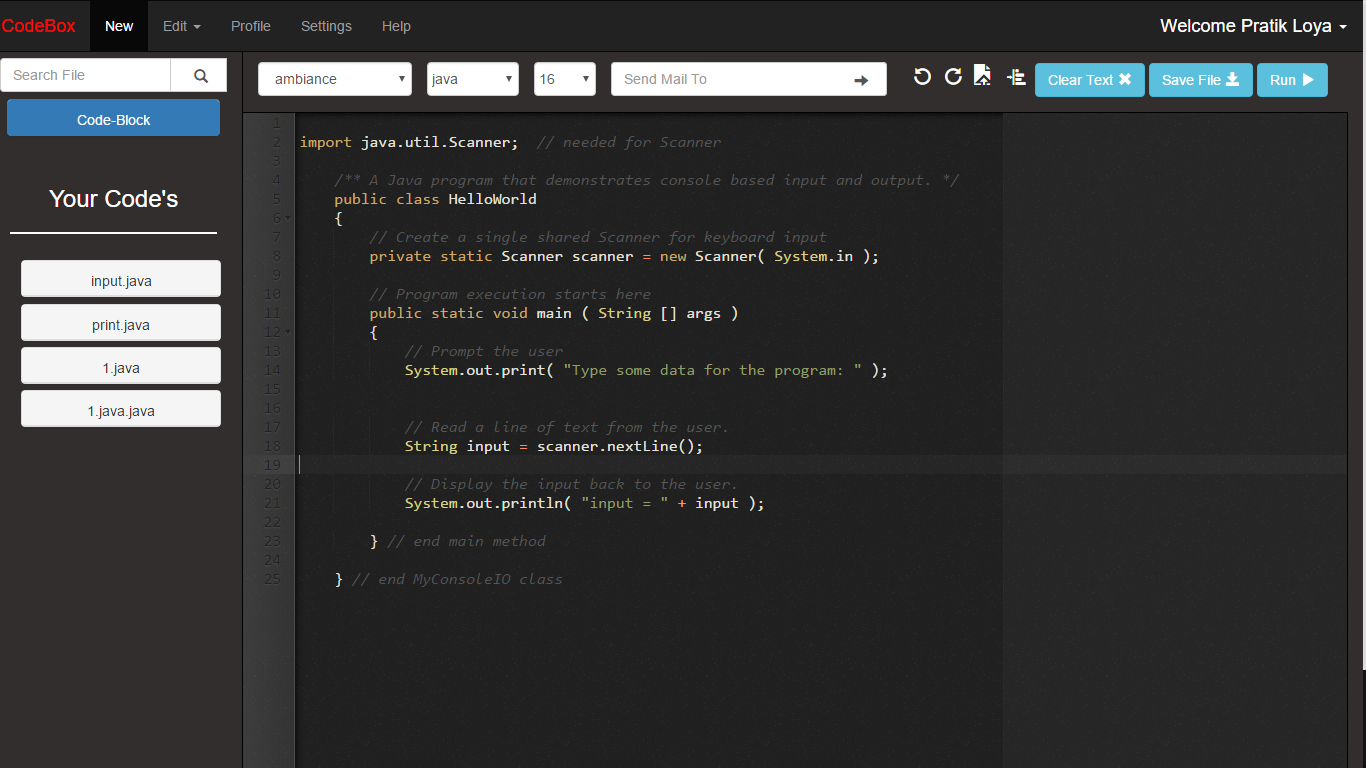 CodeBox New Edit Profile Settings Help Welcome Pratik Loya
Search File
ambiance java 16 Send Mail To Clear Text Save File Run
Code-Block
Your Code's
input.java
print.java
1.java
1.java.java
1
2 import java.util.Scanner;  // needed for Scanner
3
4     /** A Java program that demonstrates console based input and output. */
5     public class HelloWorld
6     {
7         // Create a single shared Scanner for keyboard input
8         private static Scanner scanner = new Scanner( System.in );
9
10         // Program execution starts here
11         public static void main ( String [] args )
12         {
13             // Prompt the user
14             System.out.print( "Type some data for the program: " );
15
16
17             // Read a line of text from the user.
18             String input = scanner.nextLine();
19
20             // Display the input back to the user.
21             System.out.println( "input = " + input );
22
23         } // end main method
24
25     } // end MyConsoleIO class